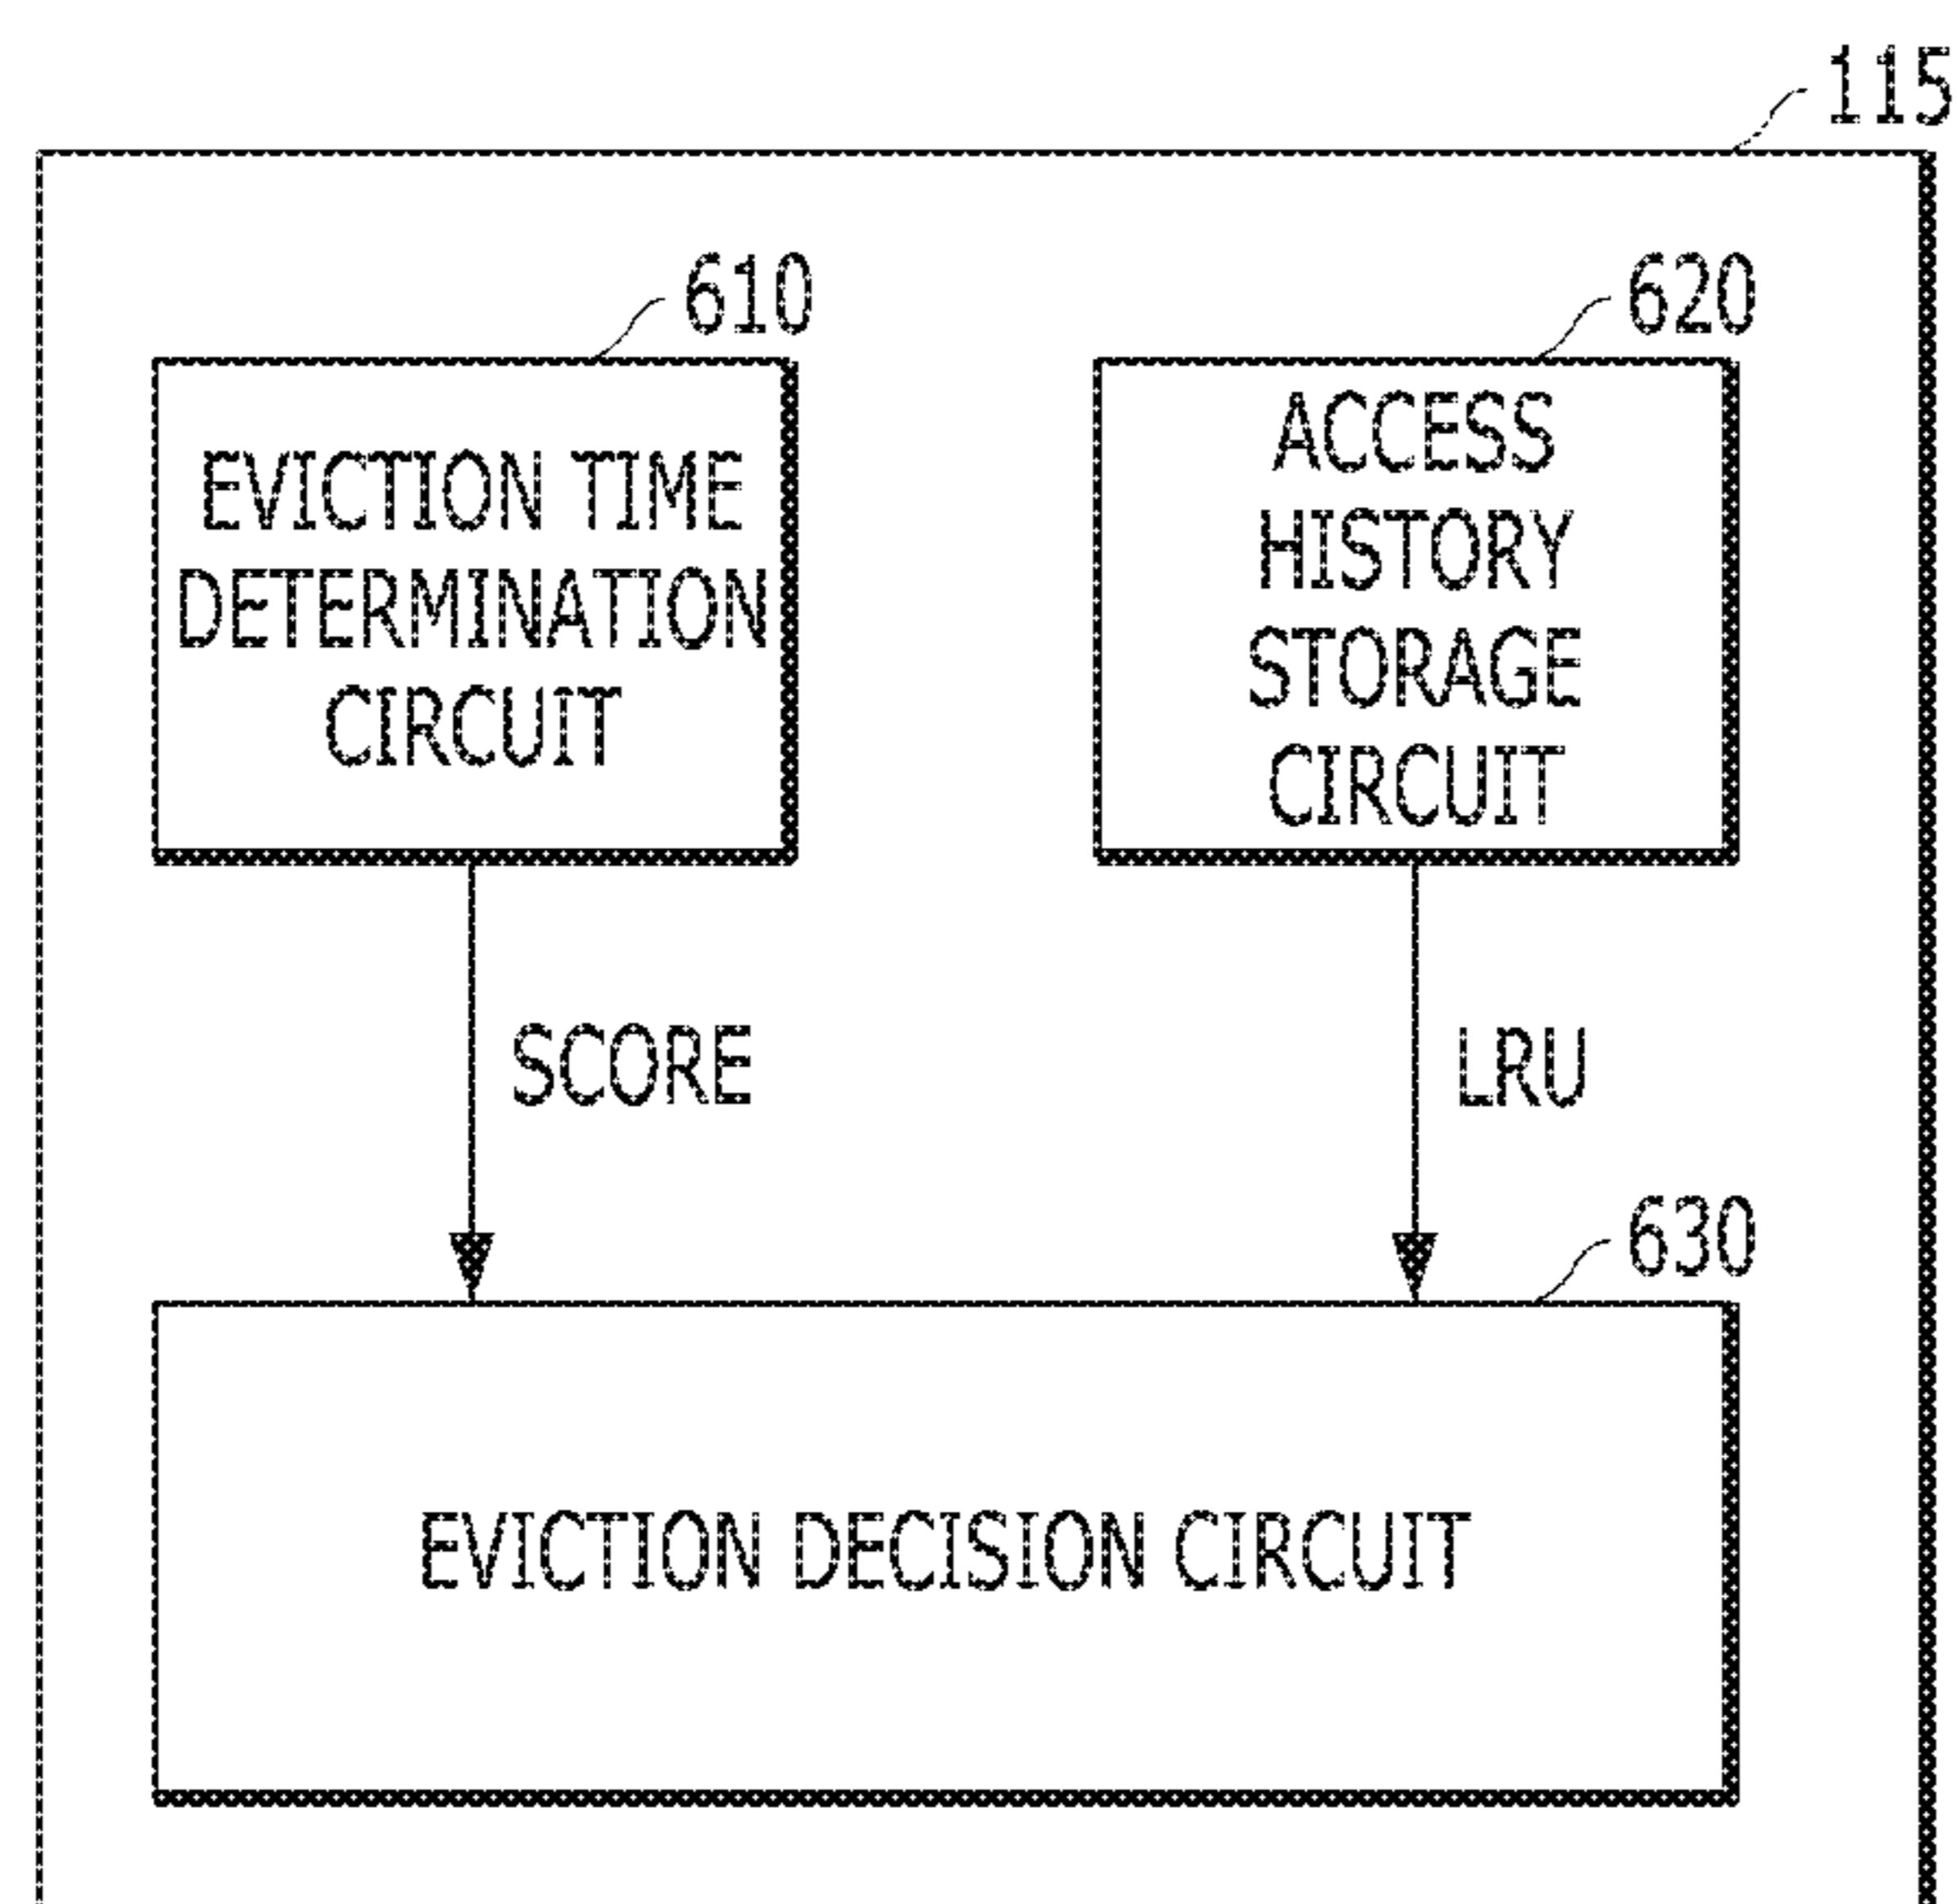 115
610
620
EVICTION TIME
DETERMINATION
CIRCUIT
ACCESS
HISTORY
STORAGE
CIRCUIT
SCORE
LRU
630
EVICTION DECISION CIRCUIT